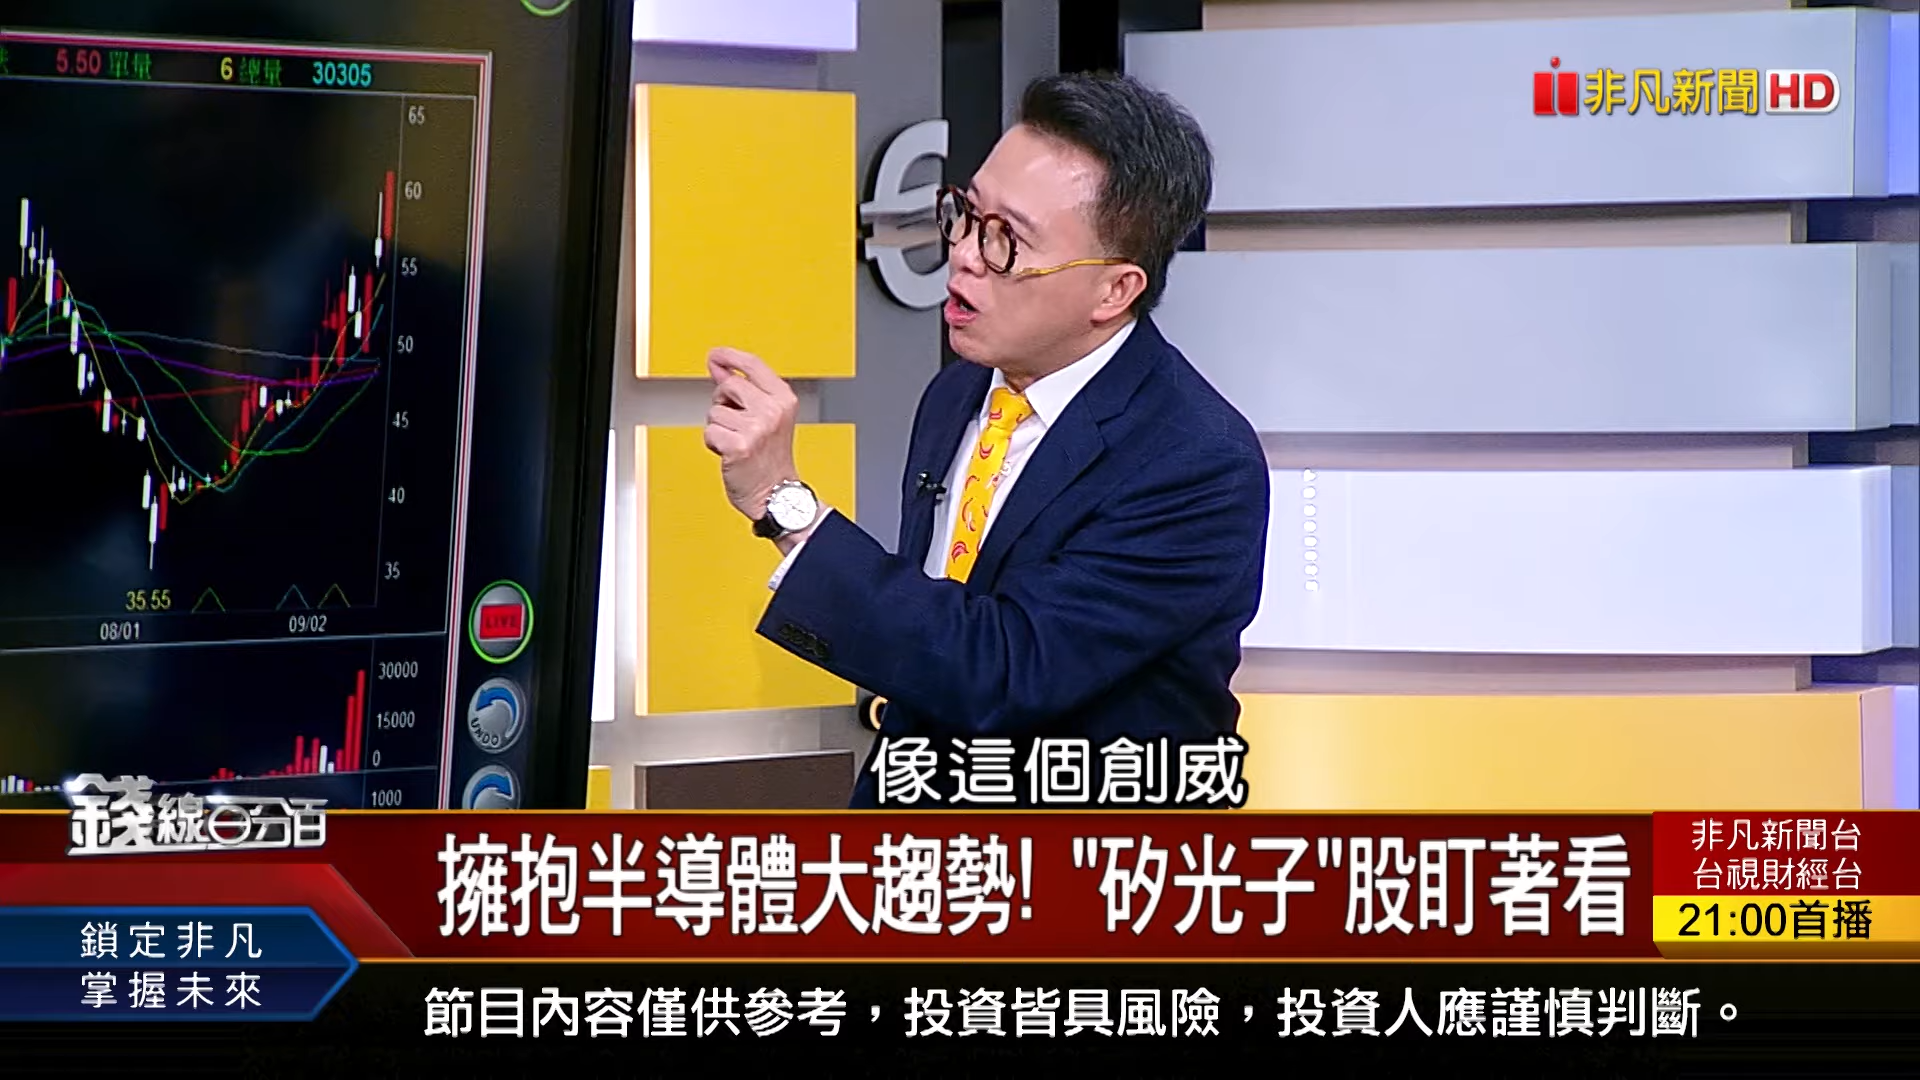 5.50 單量 6 總量 30305
65
60
55
50
45
40
35
35.55
08/01 09/02
30000
15000
0
1000
LIVE
UNDO
非凡新聞HD
像這個創威
錢線百分百
擁抱半導體大趨勢! "矽光子"股盯著看
非凡新聞台
台視財經台
21:00首播
鎖定非凡
掌握未來
節目內容僅供參考，投資皆具風險，投資人應謹慎判斷。